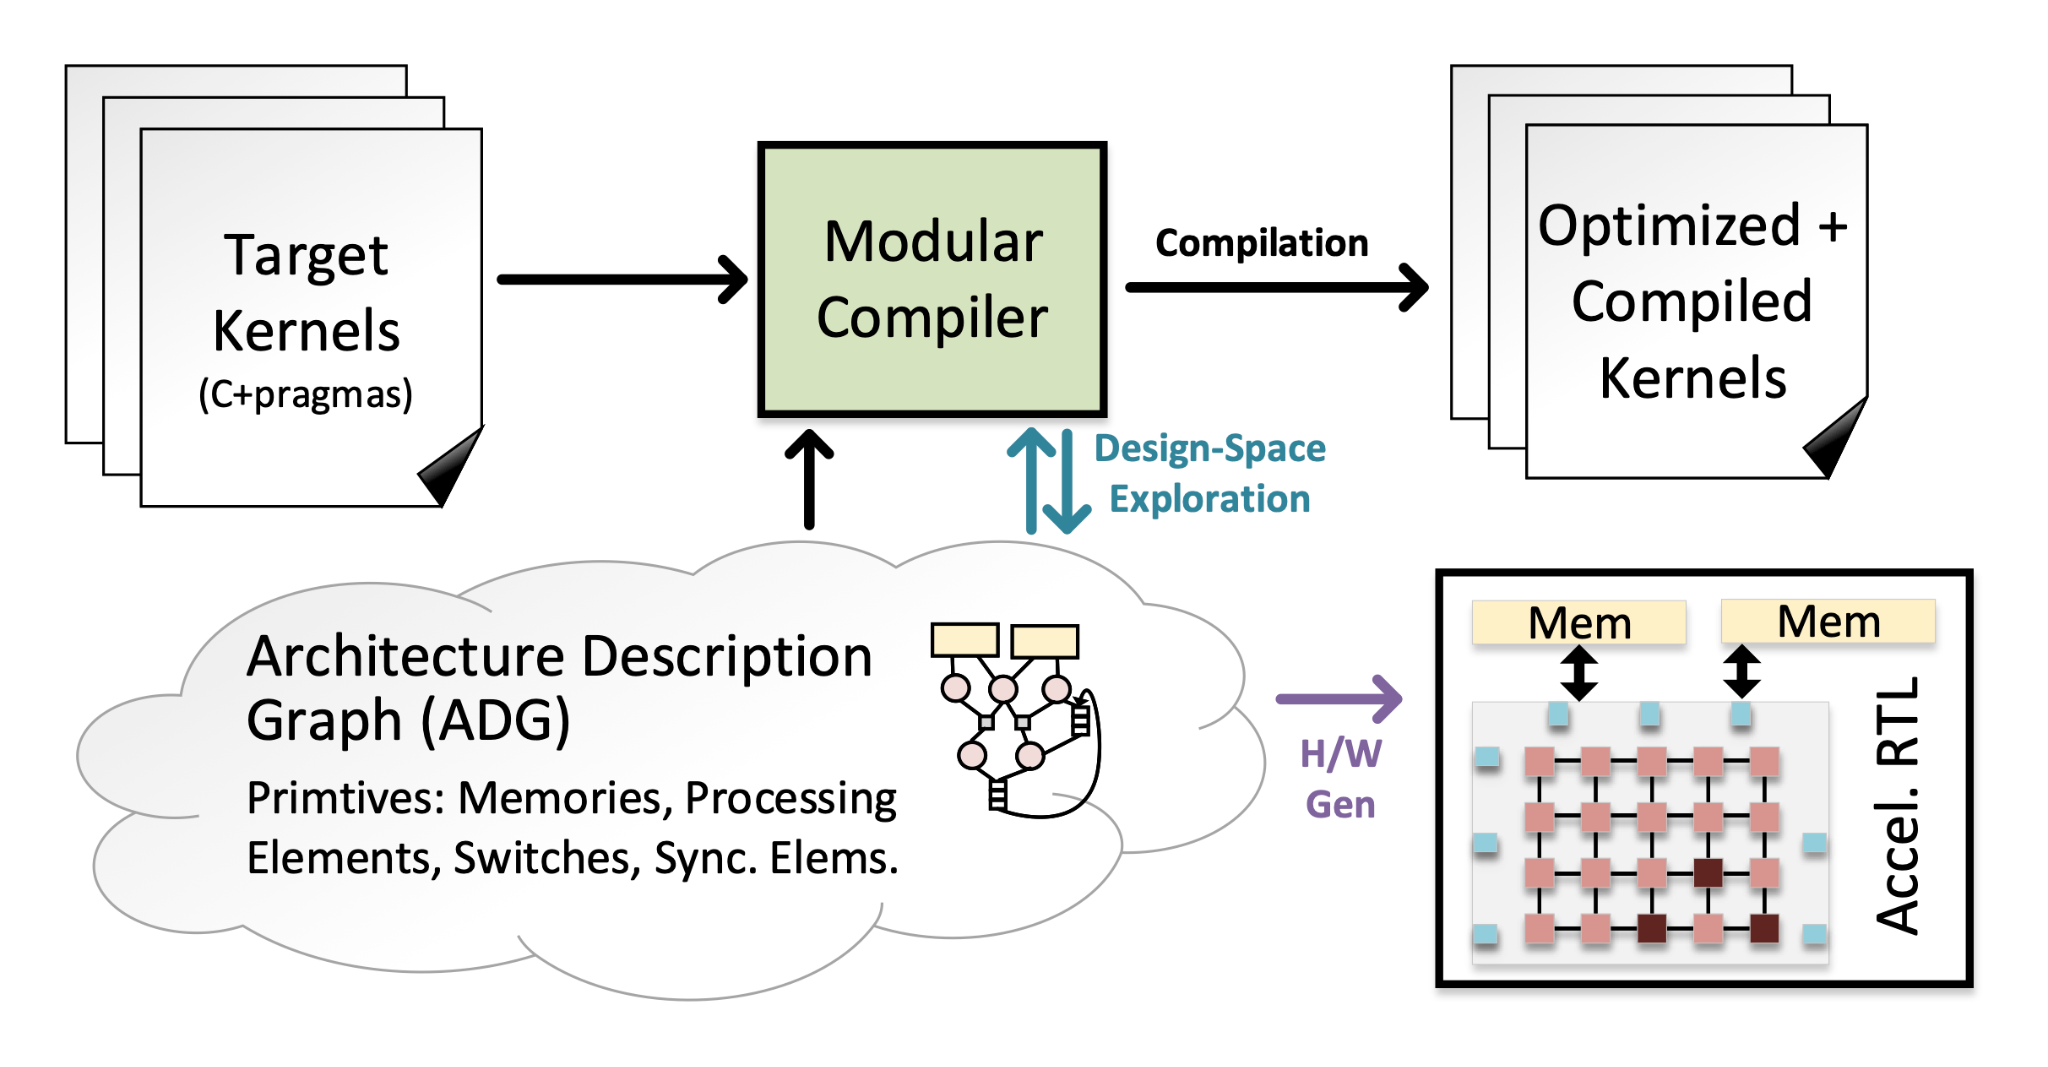 Target
Kernels
(C+pragmas)
Modular
Compiler
Compilation
Optimized +
Compiled
Kernels
Design-Space
Exploration
Architecture Description
Graph (ADG)
Primtives: Memories, Processing
Elements, Switches, Sync. Elems.
H/W
Gen
Mem
Mem
Accel. RTL